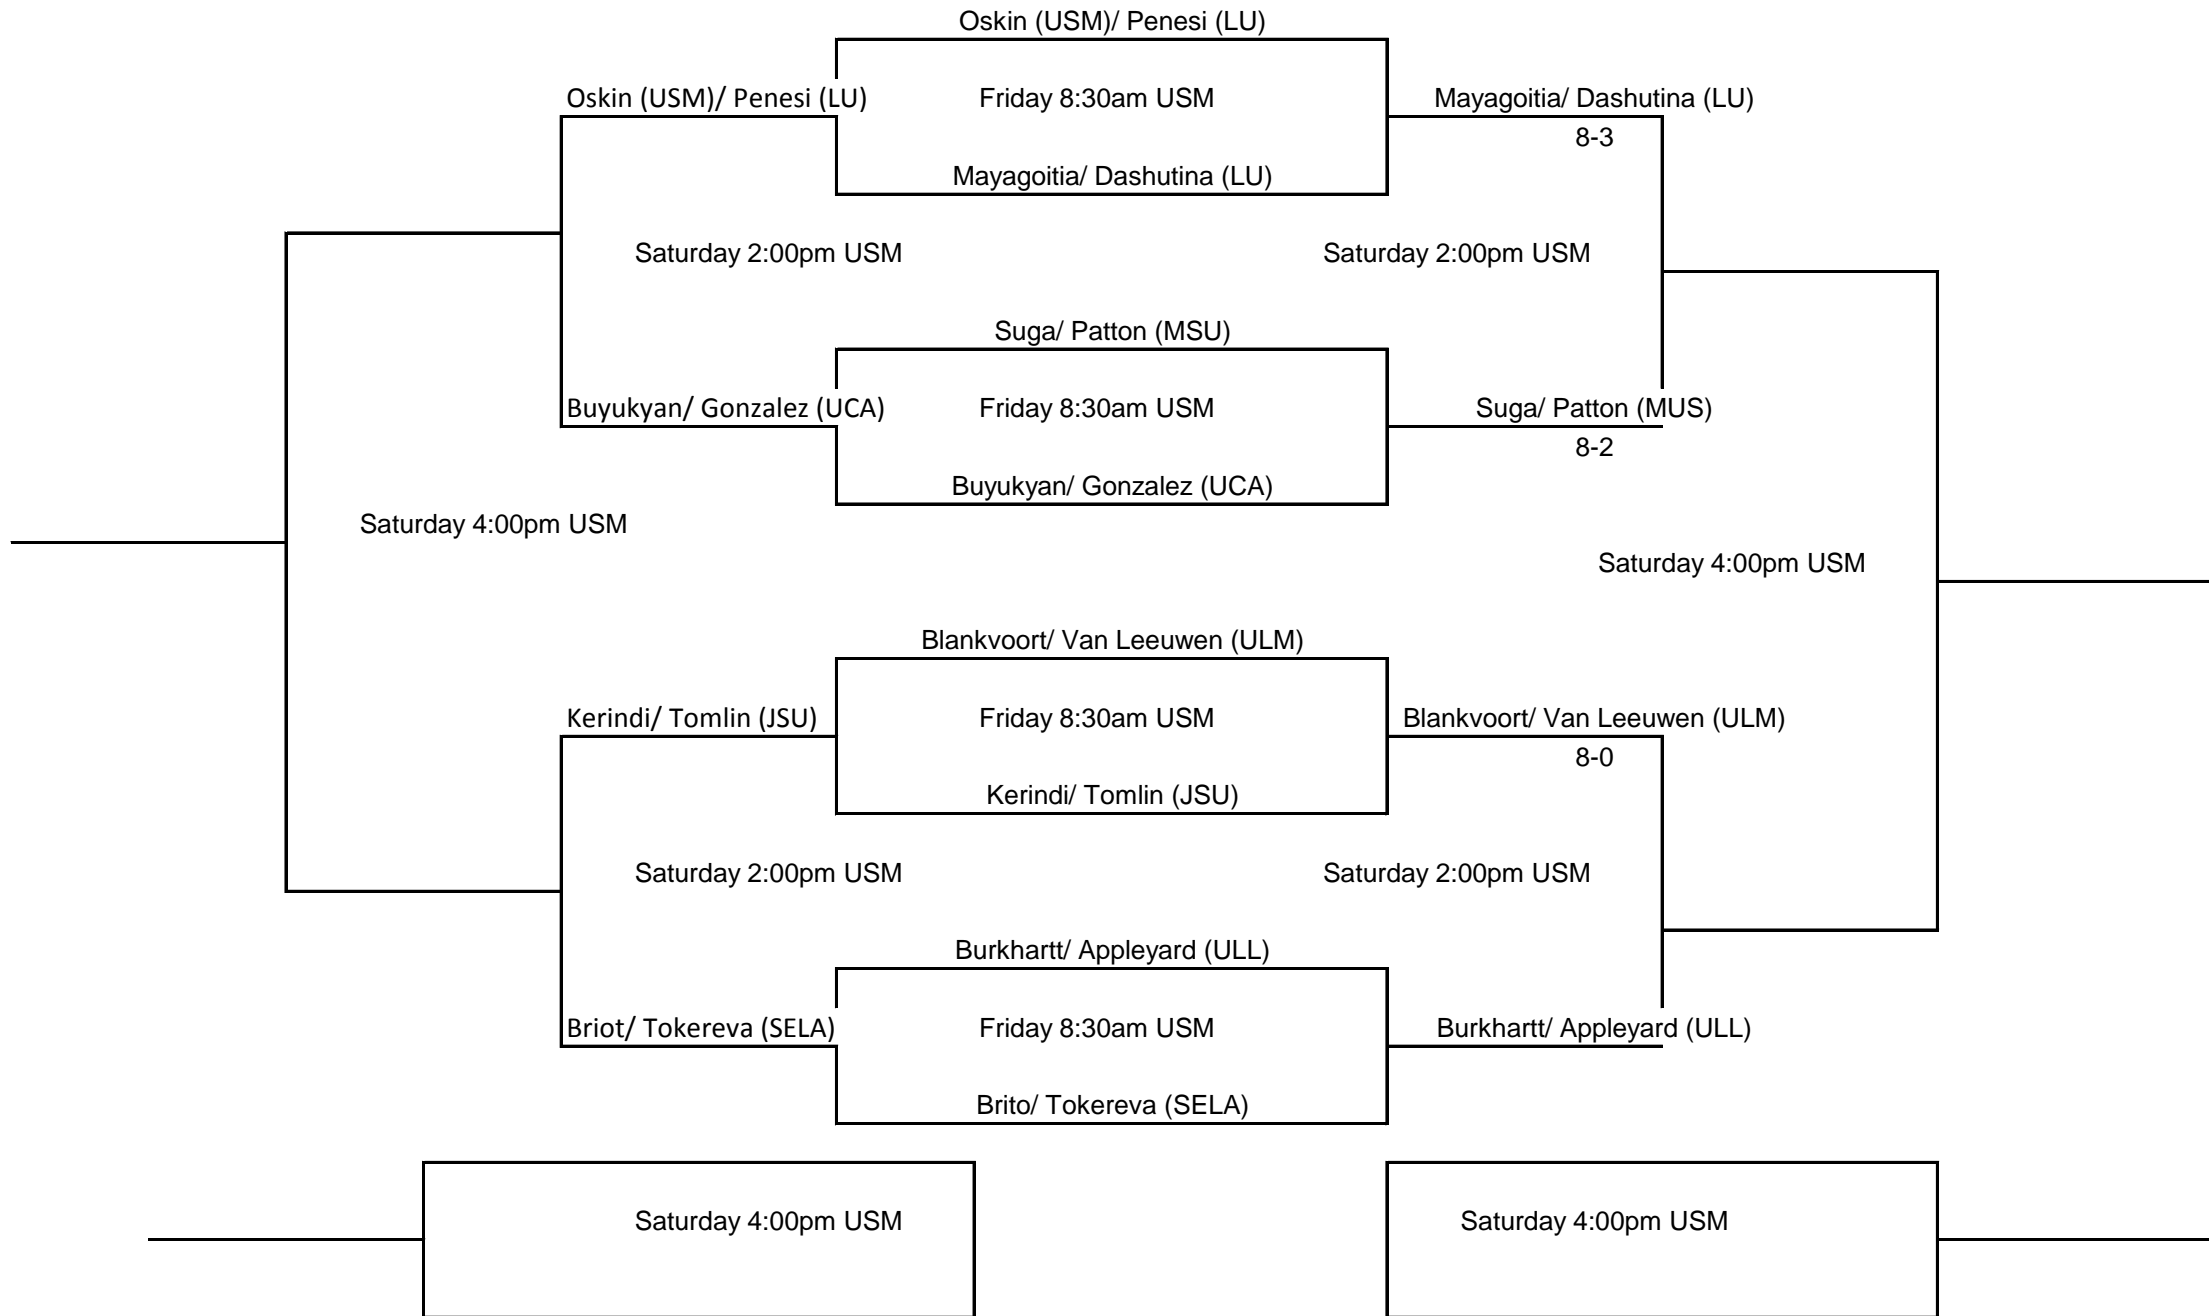 Oskin (USM)/ Penesi (LU)
Oskin (USM)/ Penesi (LU)
Friday 8:30am USM
Mayagoitia/ Dashutina (LU)
8-3
Mayagoitia/ Dashutina (LU)
Saturday 2:00pm USM
Saturday 2:00pm USM
Suga/ Patton (MSU)
Buyukyan/ Gonzalez (UCA)
Friday 8:30am USM
Suga/ Patton (MUS)
8-2
Buyukyan/ Gonzalez (UCA)
Saturday 4:00pm USM
Saturday 4:00pm USM
Blankvoort/ Van Leeuwen (ULM)
Kerindi/ Tomlin (JSU)
Friday 8:30am USM
Blankvoort/ Van Leeuwen (ULM)
8-0
Kerindi/ Tomlin (JSU)
Saturday 2:00pm USM
Saturday 2:00pm USM
Burkhartt/ Appleyard (ULL)
Briot/ Tokereva (SELA)
Friday 8:30am USM
Burkhartt/ Appleyard (ULL)
Brito/ Tokereva (SELA)
Saturday 4:00pm USM
Saturday 4:00pm USM